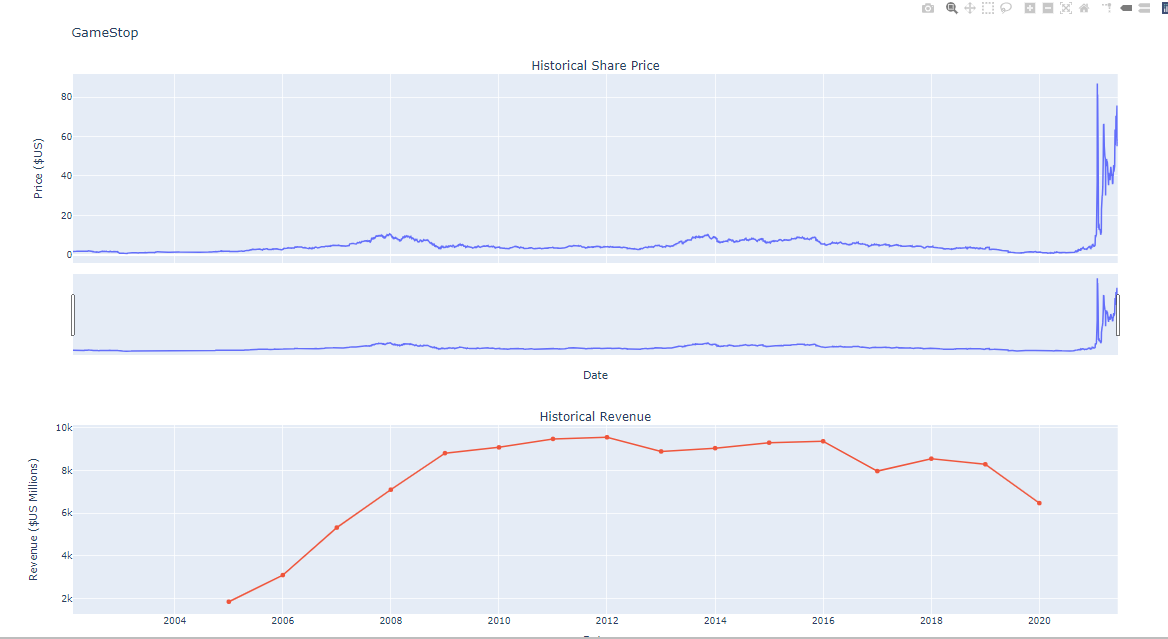 GameStop
Historical Share Price
80
60
40
20
0
Price ($US)
Date
Historical Revenue
10k
8k
6k
4k
2k
Revenue ($US Millions)
2004 2006 2008 2010 2012 2014 2016 2018 2020